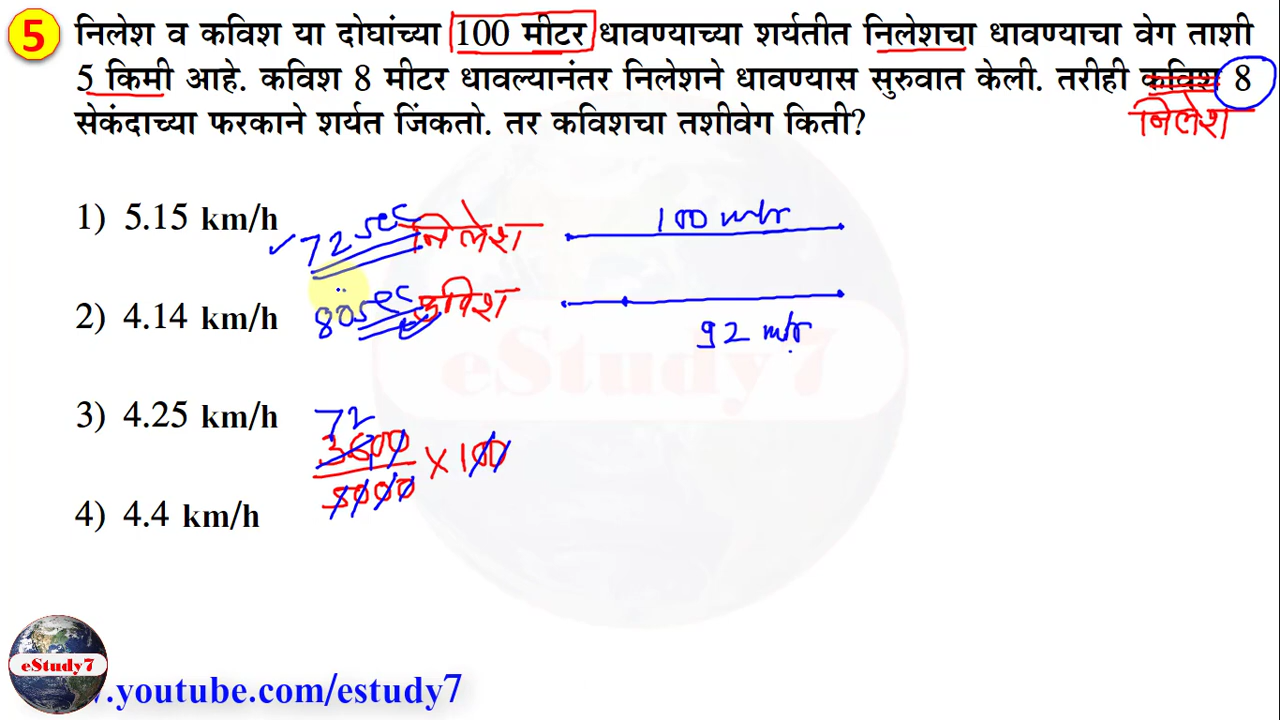 5 निलेश व कविश या दोघांच्या 100 मीटर धावण्याच्या शर्यतीत निलेशचा धावण्याचा वेग ताशी
5 किमी आहे. कविश 8 मीटर धावल्यानंतर निलेशने धावण्यास सुरुवात केली. तरीही कविश 8
निलेश
सेकंदाच्या फरकाने शर्यत जिंकतो. तर कविशचा तशीवेग किती?
1) 5.15 km/h
72 sec निलेश 100 mtr
2) 4.14 km/h
80 sec कविश
92 mtr
eStudy7
3) 4.25 km/h
72
3600 × 100
5000
4) 4.4 km/h
eStudy7
.youtube.com/estudy7